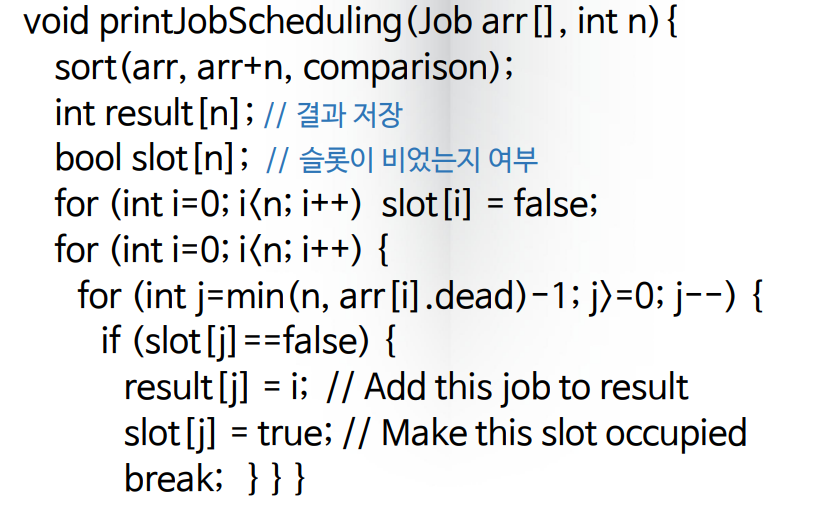 void printJobScheduling(Job arr[], int n){
sort(arr, arr+n, comparison);
int result[n]; // 결과 저장
bool slot[n]; // 슬롯이 비었는지 여부
for (int i=0; i<n; i++) slot[i] = false;
for (int i=0; i<n; i++) {
for (int j=min(n, arr[i].dead)-1; j>=0; j--) {
if (slot[j]==false) {
result[j] = i; // Add this job to result
slot[j] = true; // Make this slot occupied
break; } } }